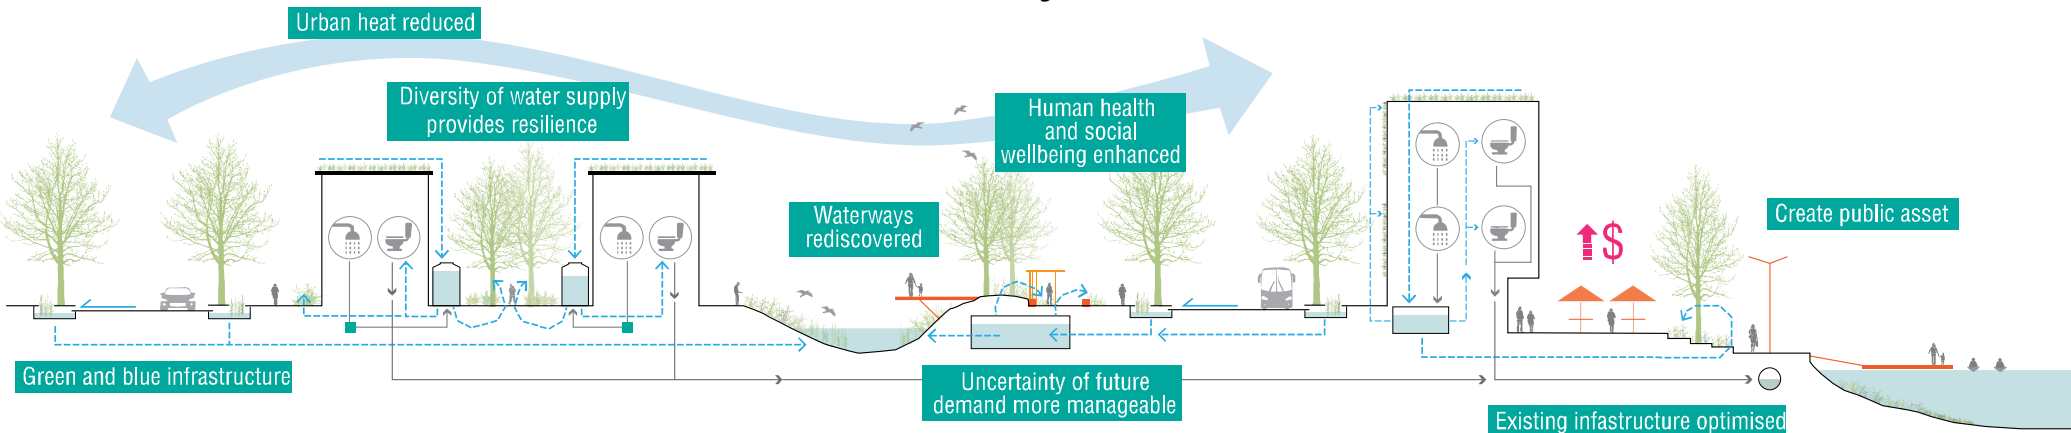 Urban heat reduced
Diversity of water supply
provides resilience
Human health
and social
wellbeing enhanced
Waterways
rediscovered
$
Create public asset
Green and blue infrastructure
Uncertainty of future
demand more manageable
Existing infastructure optimised